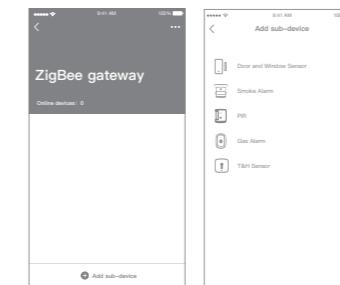 9:41 AM
100%
ZigBee gateway
Online devices: 0
Add sub-device
9:41 AM
Add sub-device
Door and Window Sensor
Smoke Alarm
PIR
Gas Alarm
T&H Sensor